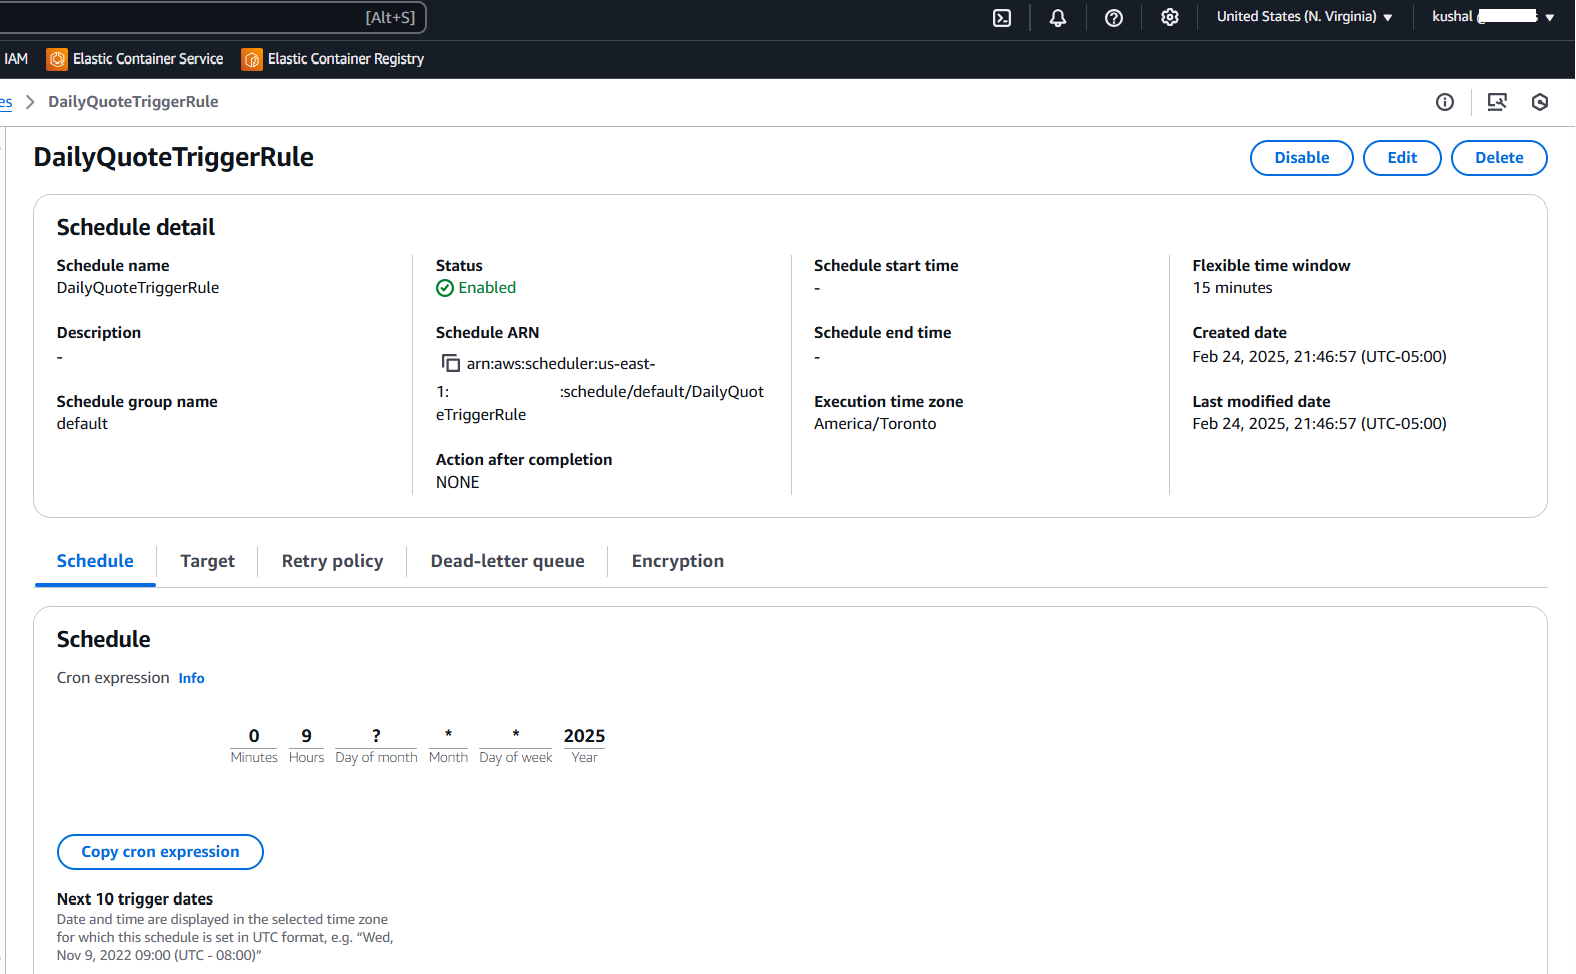 [Alt+S]
United States (N. Virginia)
kushal
IAM
Elastic Container Service
Elastic Container Registry
es
DailyQuoteTriggerRule
DailyQuoteTriggerRule
Disable
Edit
Delete
Schedule detail
Schedule name
DailyQuoteTriggerRule
Description
-
Schedule group name
default
Status
Enabled
Schedule ARN
arn:aws:scheduler:us-east-
1: :schedule/default/DailyQuot
eTriggerRule
Action after completion
NONE
Schedule start time
-
Schedule end time
-
Execution time zone
America/Toronto
Flexible time window
15 minutes
Created date
Feb 24, 2025, 21:46:57 (UTC-05:00)
Last modified date
Feb 24, 2025, 21:46:57 (UTC-05:00)
Schedule
Target
Retry policy
Dead-letter queue
Encryption
Schedule
Cron expression Info
0 9 ? * * 2025
Minutes Hours Day of month Month Day of week Year
Copy cron expression
Next 10 trigger dates
Date and time are displayed in the selected time zone
for which this schedule is set in UTC format, e.g. “Wed,
Nov 9, 2022 09:00 (UTC - 08:00)”